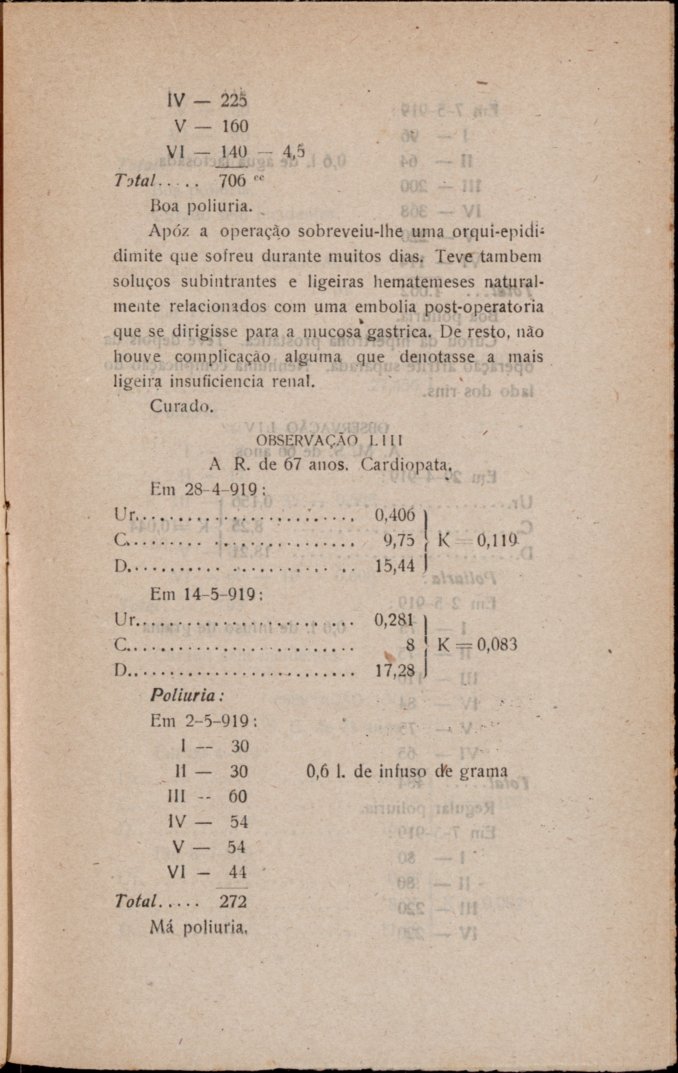 IV — 225
V — 160
VI — 140 — 4,5
Total..... 706 cc
Boa poliuria.
Apóz a operação sobreveiu-lhe uma orqui-epidi-
dimite que sofreu durante muitos dias. Teve tambem
soluços subintrantes e ligeiras hematemeses natural-
mente relacionados com uma embolia post-operatoria
que se dirigisse para a mucosa gastrica. De resto, não
houve complicação alguma que denotasse a mais
ligeira insuficiencia renal.
Curado.
OBSERVAÇÃO LIII
A R. de 67 anos. Cardiopata.
Em 28-4-919:
Ur........................ 0,406
C......................... 9,75 K = 0,119
D......................... 15,44
Em 14-5-919:
Ur........................ 0,281
C......................... 8 K = 0,083
D......................... 17,28
Poliuria:
Em 2-5-919:
I -- 30
II — 30 0,6 l. de infuso de grama
III -- 60
IV — 54
V — 54
VI — 44
Total..... 272
Má poliuria.